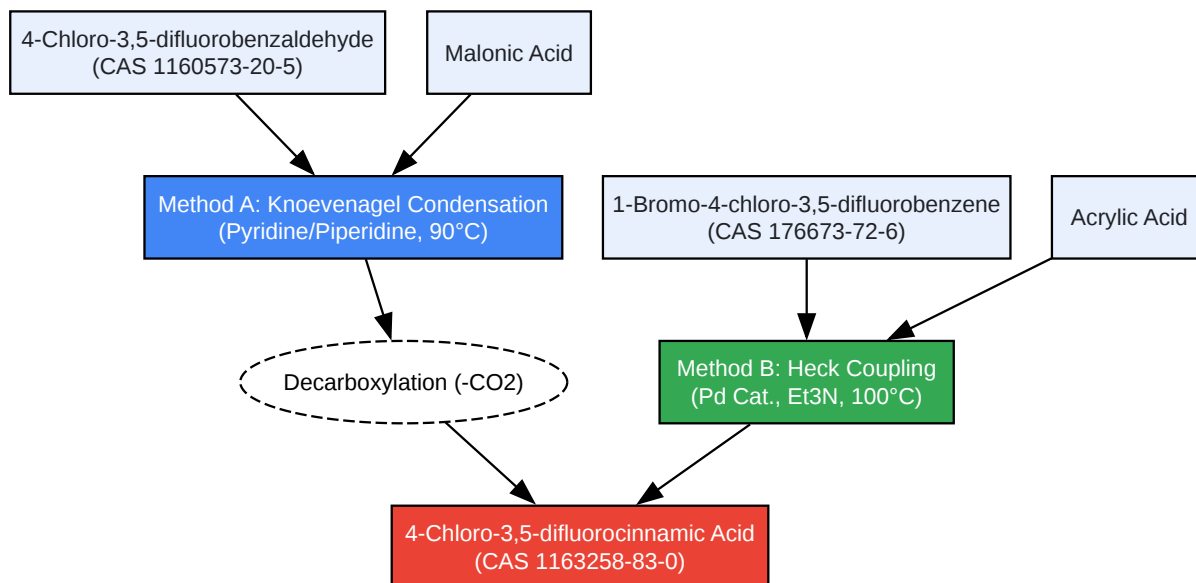 4-Chloro-3,5-difluorobenzaldehyde
(CAS 1160573-20-5)
Malonic Acid
Method A: Knoevenagel Condensation
(Pyridine/Piperidine, 90°C)
1-Bromo-4-chloro-3,5-difluorobenzene
(CAS 176673-72-6)
Acrylic Acid
Decarboxylation (-CO2)
Method B: Heck Coupling
(Pd Cat., Et3N, 100°C)
4-Chloro-3,5-difluorocinnamic Acid
(CAS 1163258-83-0)